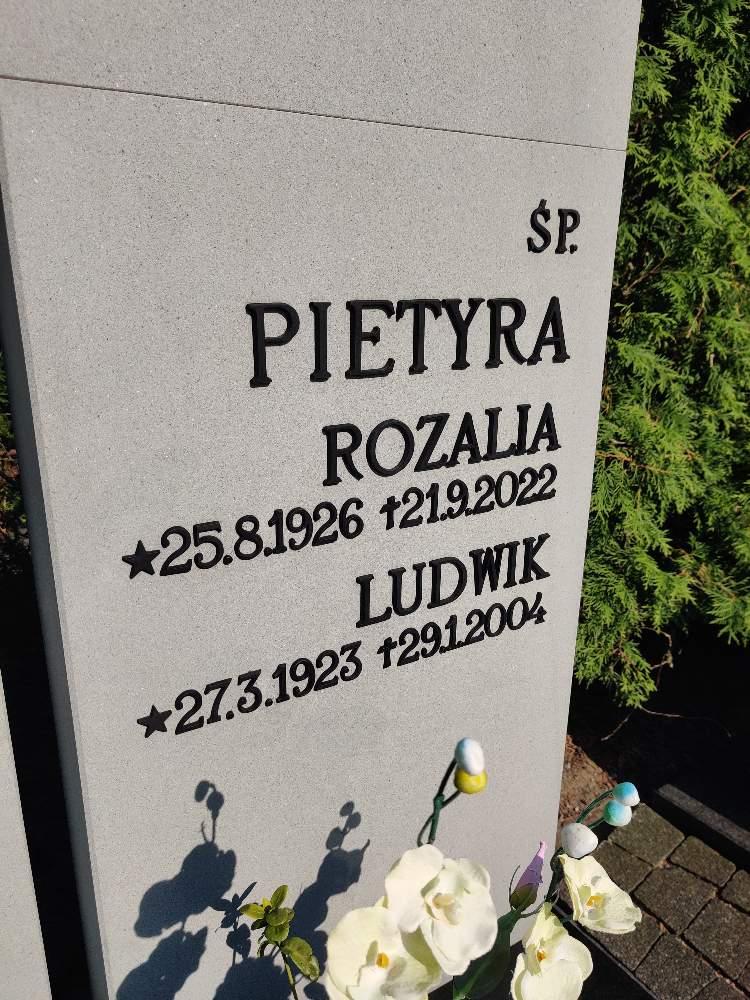 ŚP.
PIETYRA
ROZALIA
★25.8.1926 ✝21.9.2022
LUDWIK
★27.3.1923 ✝29.1.2004